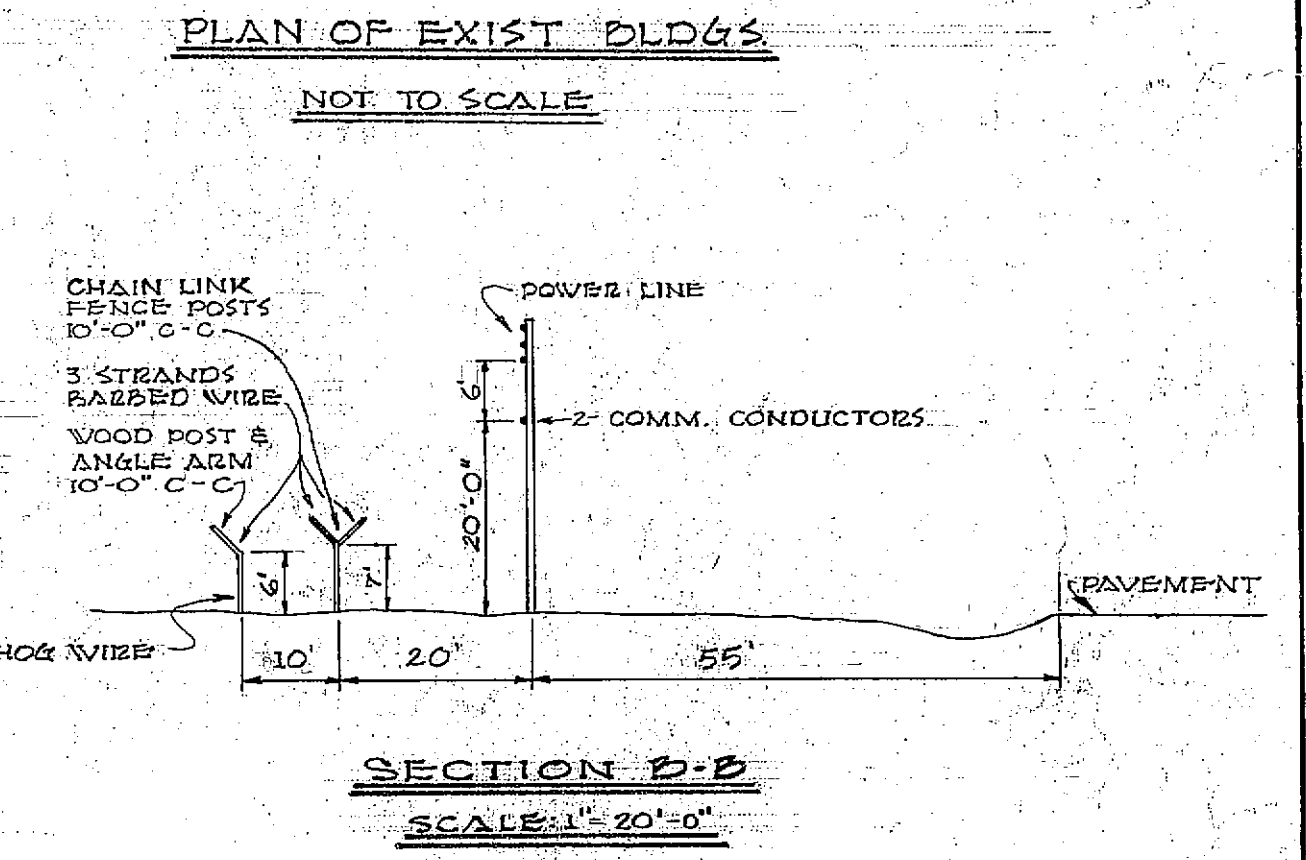 PLAN OF EXIST BLDGS.
NOT TO SCALE
CHAIN LINK
FENCE POSTS
10'-0" C-C
3 STRANDS
BARBED WIRE
WOOD POST &
ANGLE ARM
10'-0" C-C
HOG WIRE
POWER LINE
2- COMM. CONDUCTORS
6'
20'-0"
6'
7'
PAVEMENT
10'
20'
55'
SECTION B-B
SCALE: 1"-20'-0"